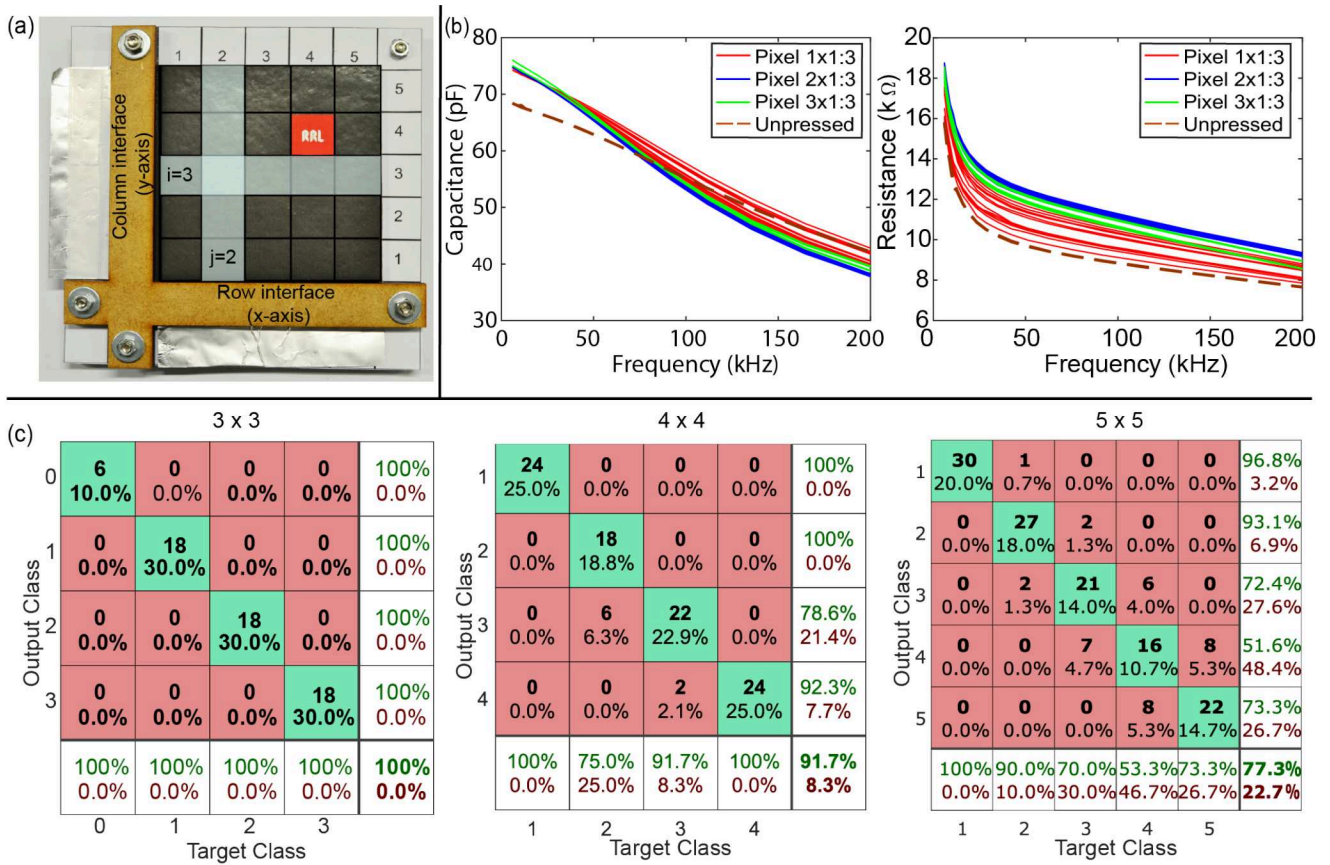 (a)
1 2 3 4 5
5
RRL
4
i=3
3
2
j=2
1
Column interface
(y-axis)
Row interface
(x-axis)
(b)
80
70
60
50
40
30
0 50 100 150 200
Capacitance (pF)
Frequency (kHz)
Pixel 1x1:3
Pixel 2x1:3
Pixel 3x1:3
Unpressed
20
18
16
14
12
10
8
6
0 50 100 150 200
Resistance (k Ω)
Frequency (kHz)
Pixel 1x1:3
Pixel 2x1:3
Pixel 3x1:3
Unpressed
(c)
3 x 3
0 6 0 0 0 100%
10.0% 0.0% 0.0% 0.0% 0.0%
1 0 18 0 0 100%
0.0% 30.0% 0.0% 0.0% 0.0%
2 0 0 18 0 100%
0.0% 0.0% 30.0% 0.0% 0.0%
3 0 0 0 18 100%
0.0% 0.0% 0.0% 30.0% 0.0%
100% 100% 100% 100% 100%
0.0% 0.0% 0.0% 0.0% 0.0%
0 1 2 3
Output Class
Target Class
4 x 4
1 24 0 0 0 100%
25.0% 0.0% 0.0% 0.0% 0.0%
2 0 18 0 0 100%
0.0% 18.8% 0.0% 0.0% 0.0%
3 0 6 22 0 78.6%
0.0% 6.3% 22.9% 0.0% 21.4%
4 0 0 2 24 92.3%
0.0% 0.0% 2.1% 25.0% 7.7%
100% 75.0% 91.7% 100% 91.7%
0.0% 25.0% 8.3% 0.0% 8.3%
1 2 3 4
Output Class
Target Class
5 x 5
1 30 1 0 0 0 96.8%
20.0% 0.7% 0.0% 0.0% 0.0% 3.2%
2 0 27 2 0 0 93.1%
0.0% 18.0% 1.3% 0.0% 0.0% 6.9%
3 0 2 21 6 0 72.4%
0.0% 1.3% 14.0% 4.0% 0.0% 27.6%
4 0 0 7 16 8 51.6%
0.0% 0.0% 4.7% 10.7% 5.3% 48.4%
5 0 0 0 8 22 73.3%
0.0% 0.0% 0.0% 5.3% 14.7% 26.7%
100% 90.0% 70.0% 53.3% 73.3% 77.3%
0.0% 10.0% 30.0% 46.7% 26.7% 22.7%
1 2 3 4 5
Output Class
Target Class